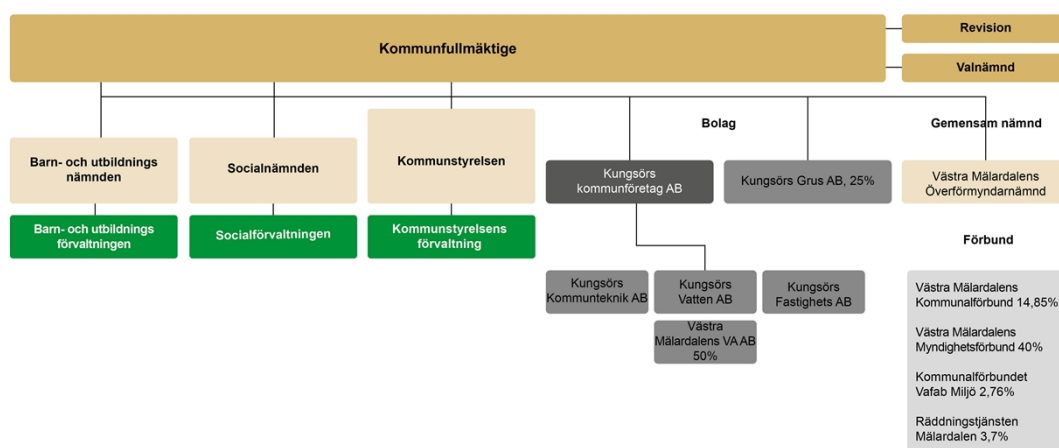 Kommunfullmäktige
Revision
Valnämnd
Bolag
Gemensam nämnd
Barn- och utbildnings
nämnden
Socialnämnden
Kommunstyrelsen
Kungsörs
kommunföretag AB
Kungsörs Grus AB, 25%
Västra Mälardalens
Överförmyndarnämnd
Barn- och utbildnings
förvaltningen
Socialförvaltningen
Kommunstyrelsens
förvaltning
Förbund
Kungsörs
Kommunteknik AB
Kungsörs
Vatten AB
Kungsörs
Fastighets AB
Västra
Mälardalens VA AB
50%
Västra Mälardalens
Kommunalförbund 14,85%
Västra Mälardalens
Myndighetsförbund 40%
Kommunalförbundet
Vafab Miljö 2,76%
Räddningstjänsten
Mälardalen 3,7%